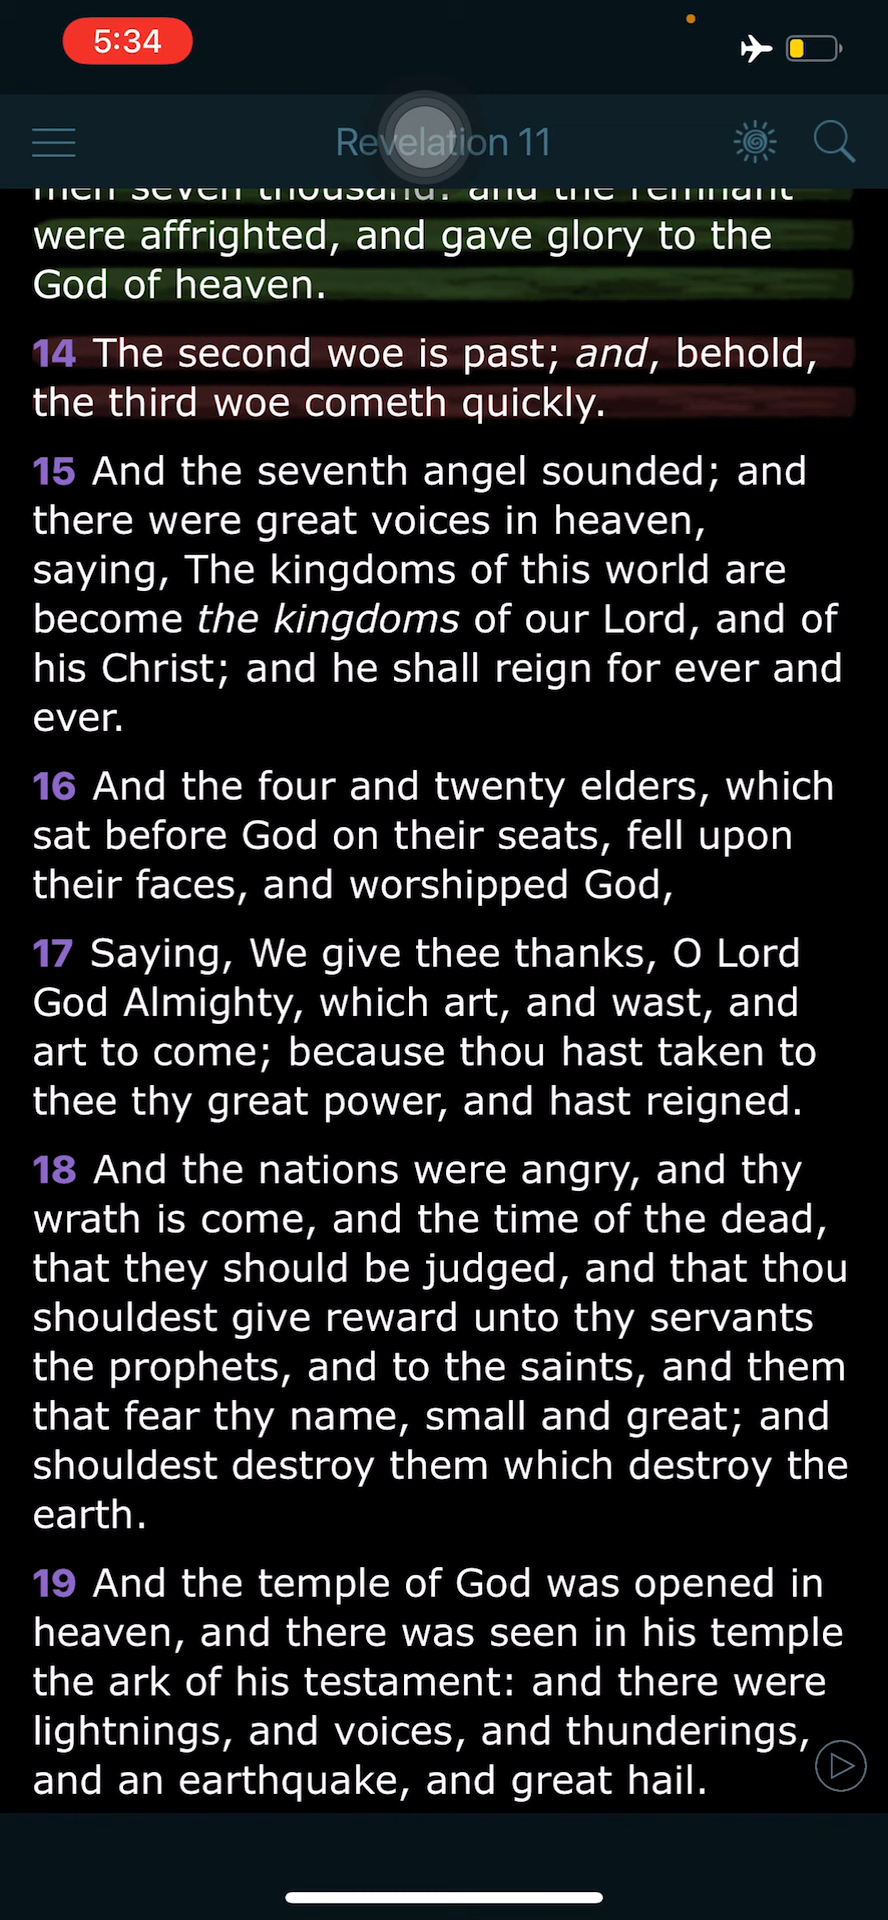 5:34
Revelation 11
men seven thousand: and the remnant
were affrighted, and gave glory to the
God of heaven.
14 The second woe is past; and, behold,
the third woe cometh quickly.
15 And the seventh angel sounded; and
there were great voices in heaven,
saying, The kingdoms of this world are
become the kingdoms of our Lord, and of
his Christ; and he shall reign for ever and
ever.
16 And the four and twenty elders, which
sat before God on their seats, fell upon
their faces, and worshipped God,
17 Saying, We give thee thanks, O Lord
God Almighty, which art, and wast, and
art to come; because thou hast taken to
thee thy great power, and hast reigned.
18 And the nations were angry, and thy
wrath is come, and the time of the dead,
that they should be judged, and that thou
shouldest give reward unto thy servants
the prophets, and to the saints, and them
that fear thy name, small and great; and
shouldest destroy them which destroy the
earth.
19 And the temple of God was opened in
heaven, and there was seen in his temple
the ark of his testament: and there were
lightnings, and voices, and thunderings,
and an earthquake, and great hail.